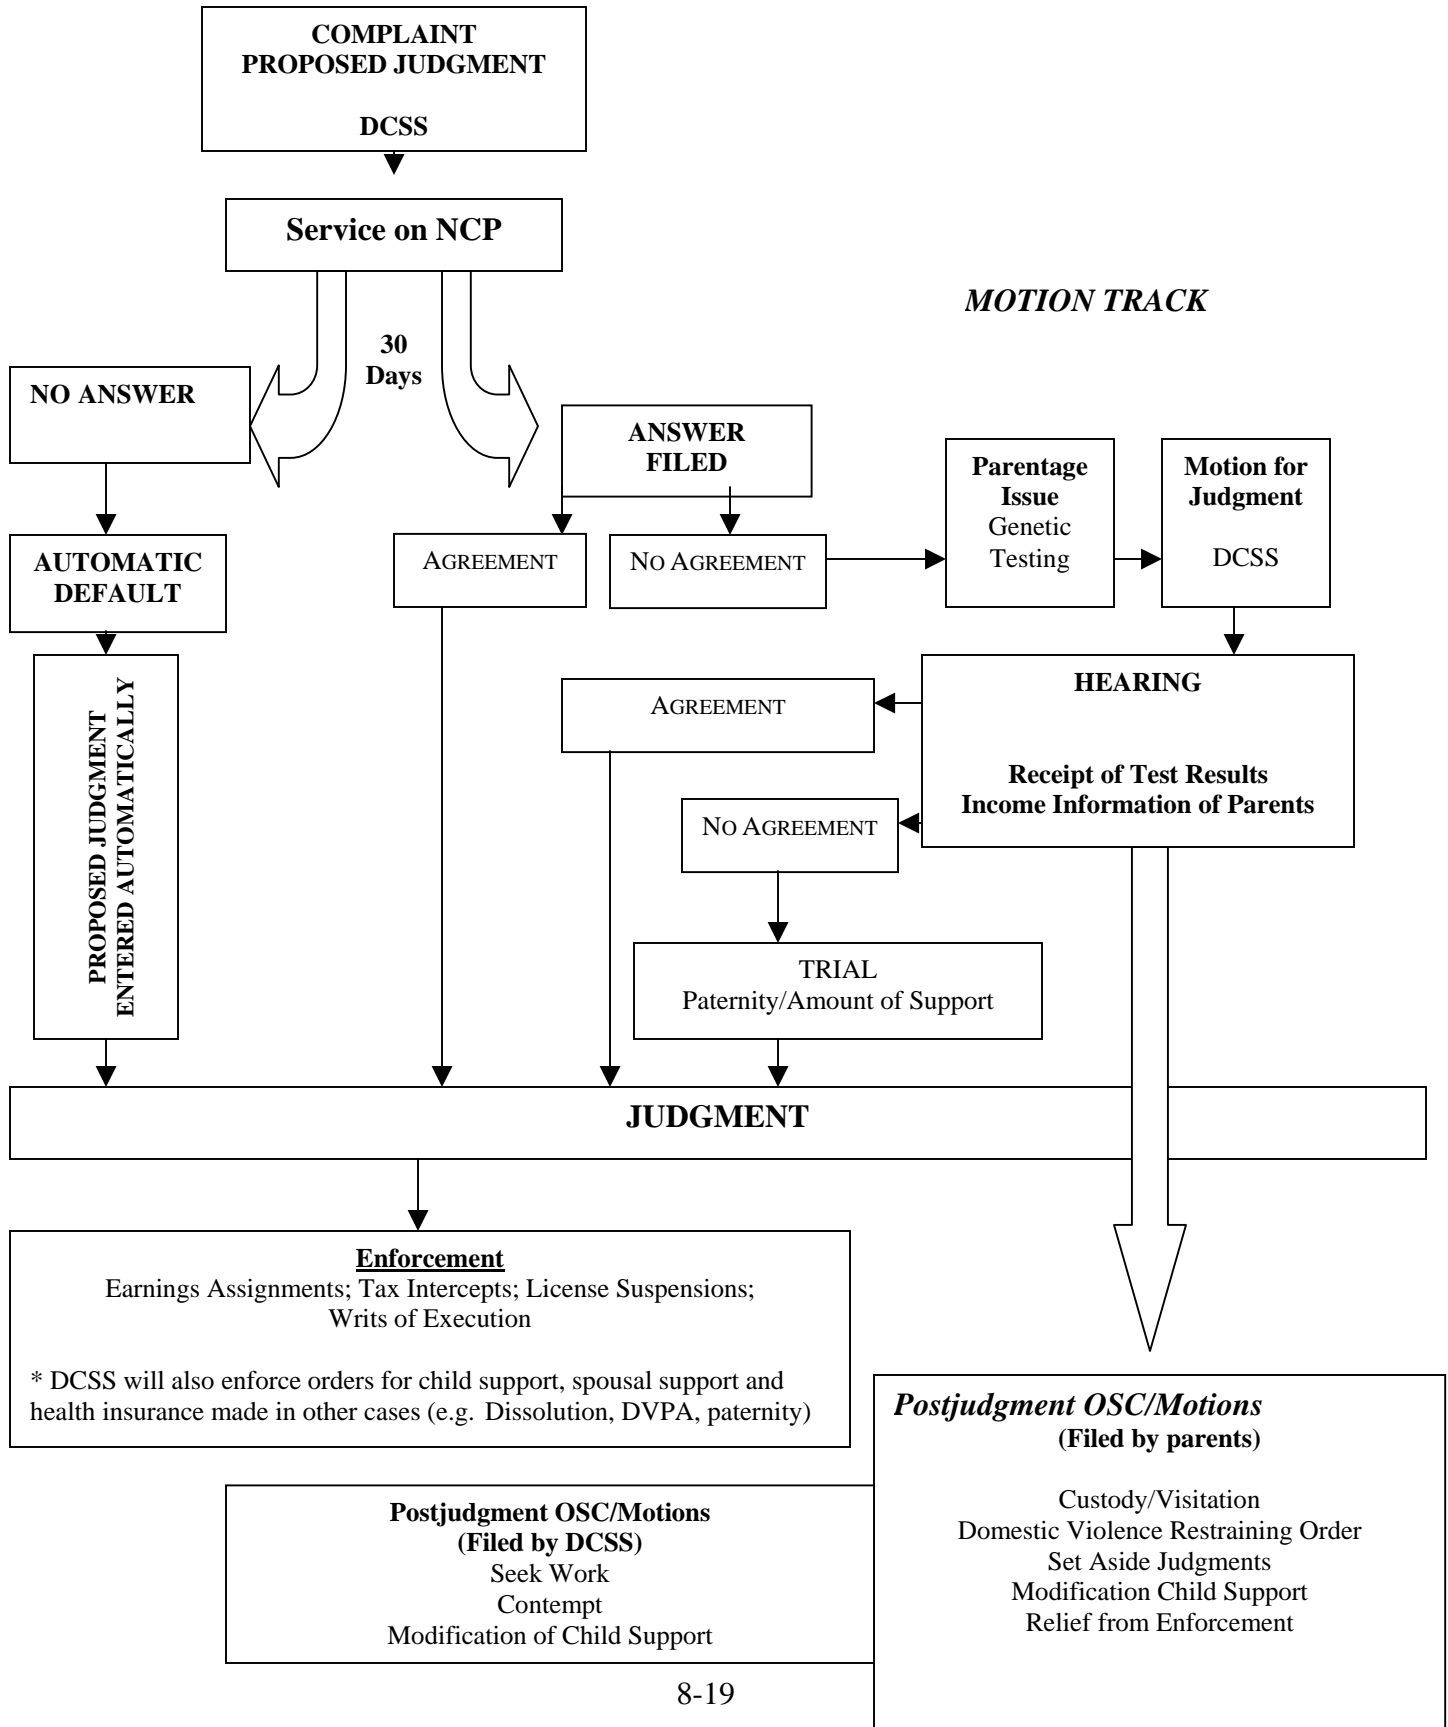 COMPLAINT
PROPOSED JUDGMENT
DCSS
Service on NCP
MOTION TRACK
30
Days
NO ANSWER
ANSWER
FILED
Parentage
Issue
Genetic
Testing
Motion for
Judgment
DCSS
AUTOMATIC
DEFAULT
AGREEMENT
NO AGREEMENT
PROPOSED JUDGMENT
ENTERED AUTOMATICALLY
HEARING
Receipt of Test Results
Income Information of Parents
AGREEMENT
NO AGREEMENT
TRIAL
Paternity/Amount of Support
JUDGMENT
Enforcement
Earnings Assignments; Tax Intercepts; License Suspensions;
Writs of Execution
* DCSS will also enforce orders for child support, spousal support and
health insurance made in other cases (e.g. Dissolution, DVPA, paternity)
Postjudgment OSC/Motions
(Filed by parents)
Custody/Visitation
Domestic Violence Restraining Order
Set Aside Judgments
Modification Child Support
Relief from Enforcement
Postjudgment OSC/Motions
(Filed by DCSS)
Seek Work
Contempt
Modification of Child Support
8-19